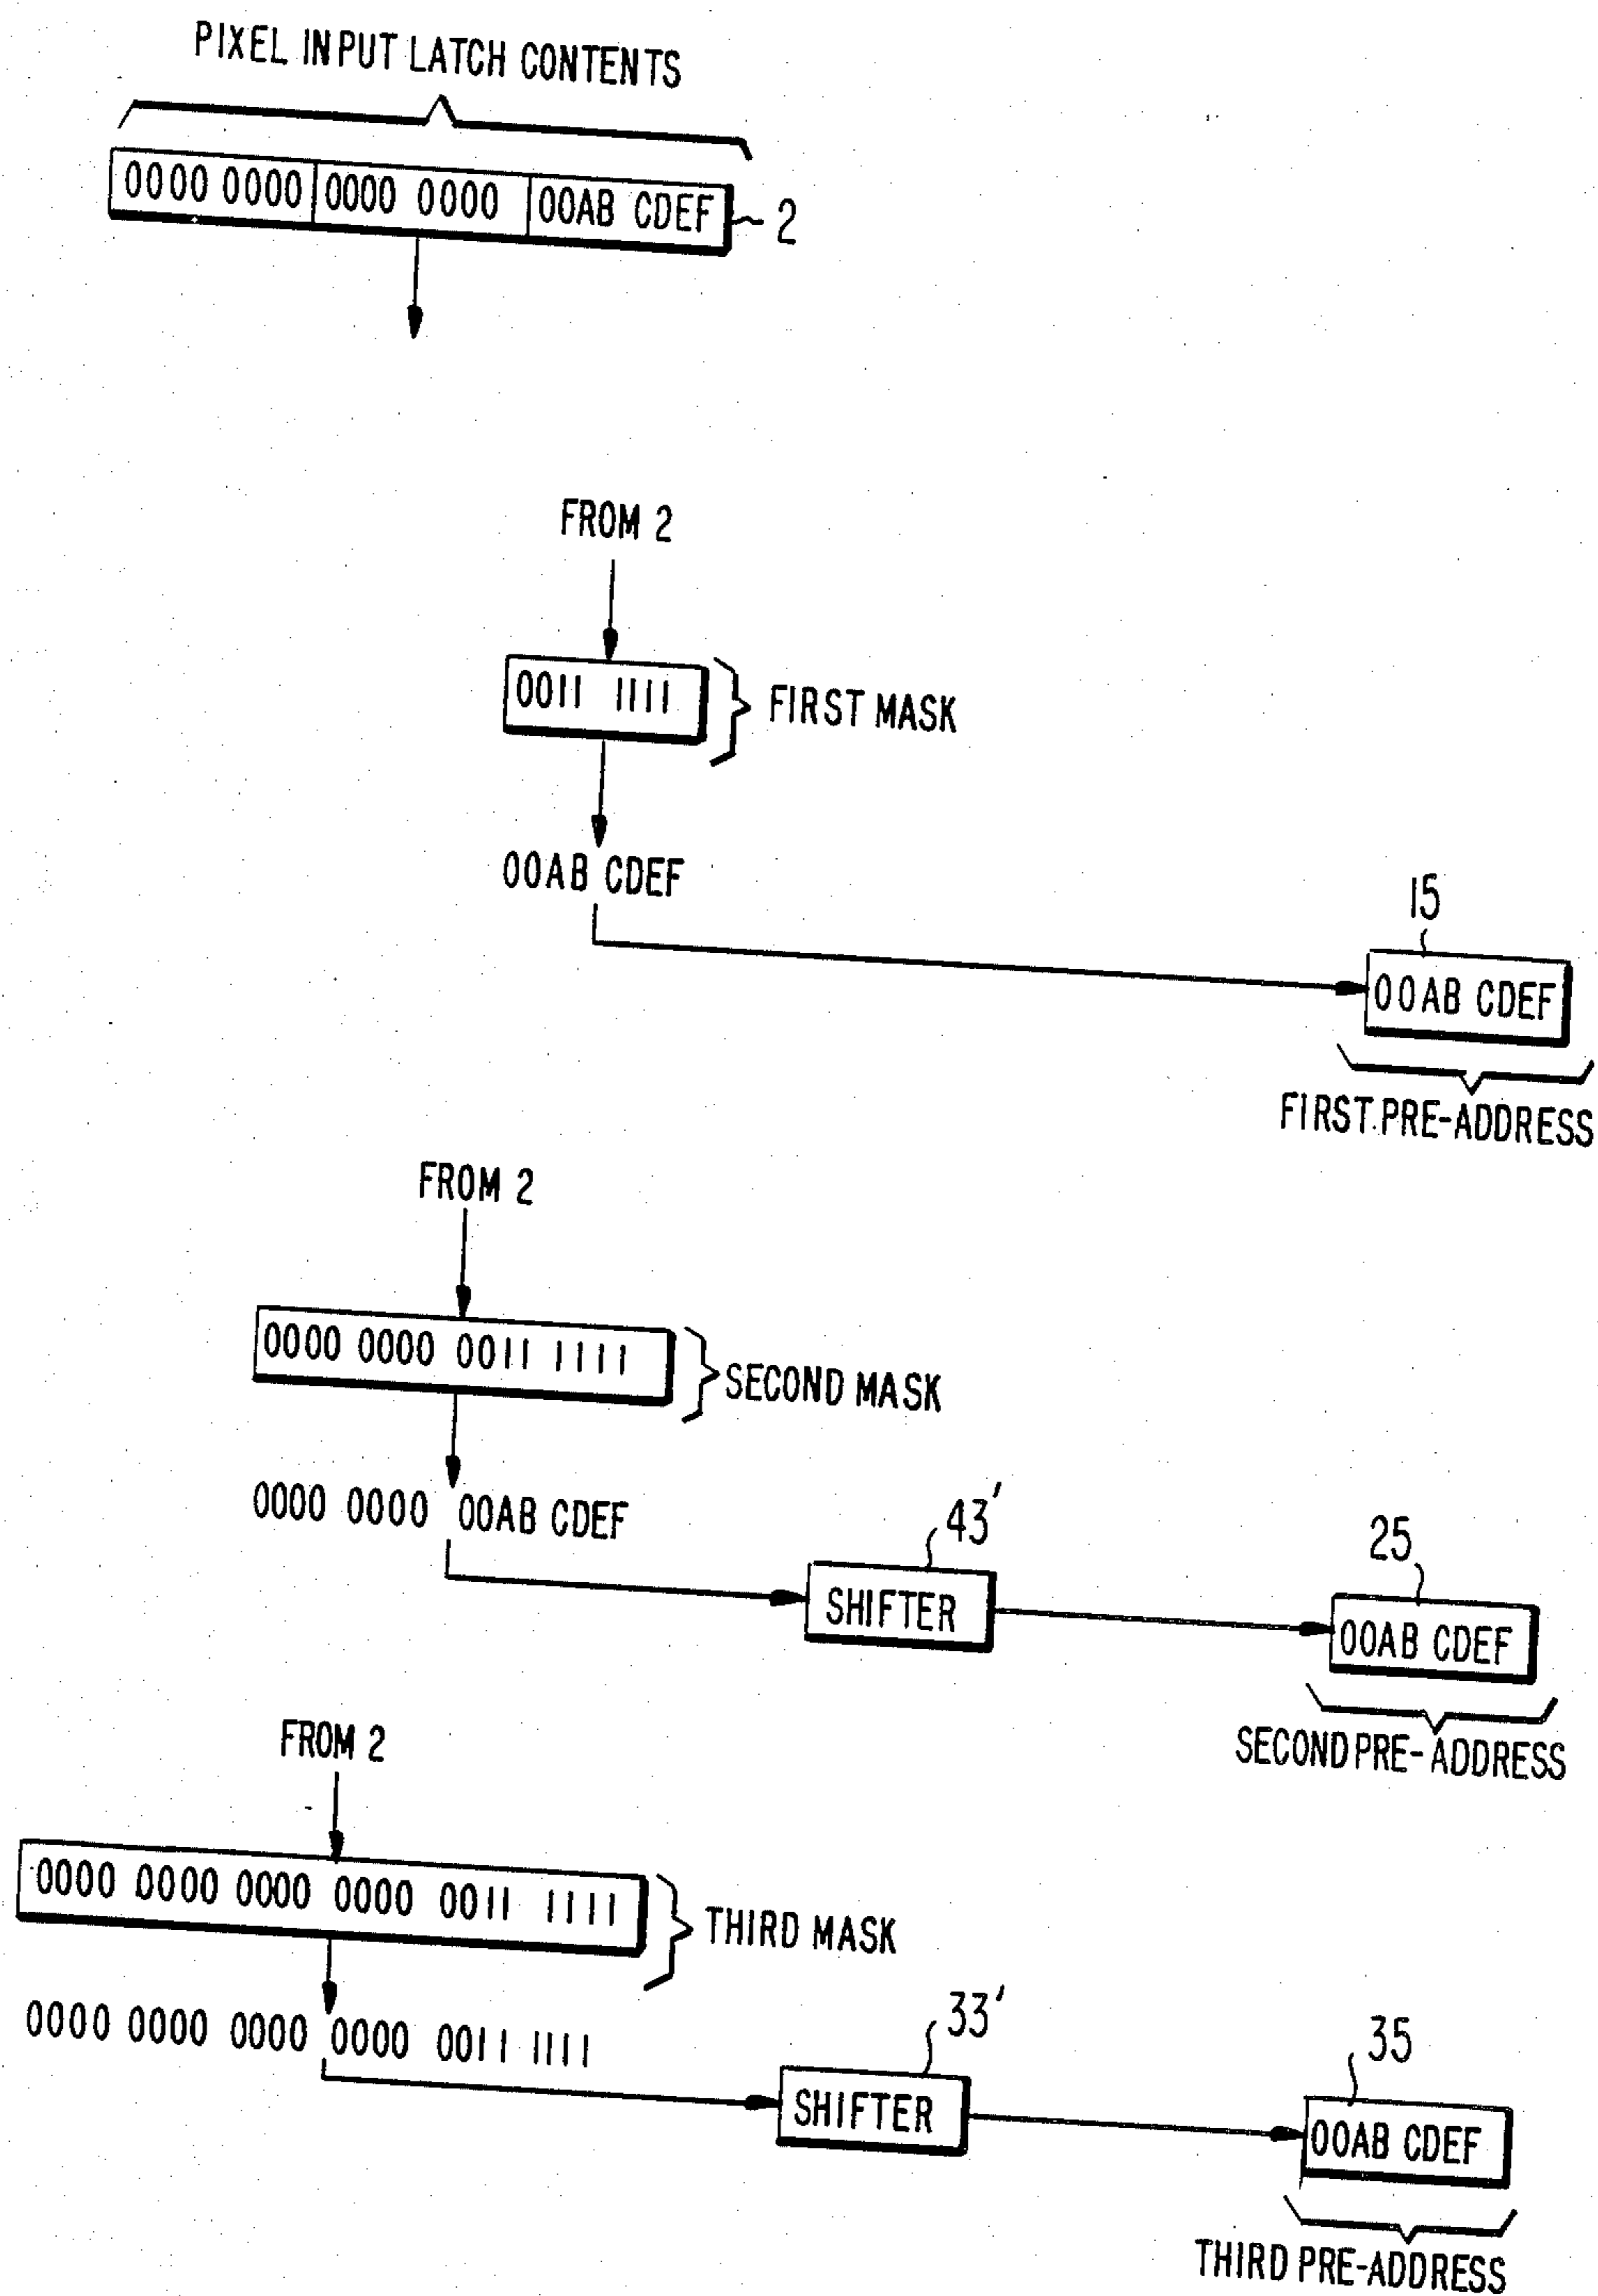 PIXEL INPUT LATCH CONTENTS
0000 0000 0000 0000 00AB CDEF 2
FROM 2
0011 1111 FIRST MASK
00AB CDEF
15
00AB CDEF
FIRST PRE-ADDRESS
FROM 2
0000 0000 0011 1111 SECOND MASK
0000 0000 00AB CDEF
43'
SHIFTER
25
00AB CDEF
SECOND PRE-ADDRESS
FROM 2
0000 0000 0000 0000 0011 1111 THIRD MASK
0000 0000 0000 0000 0011 1111
33'
SHIFTER
35
00AB CDEF
THIRD PRE-ADDRESS